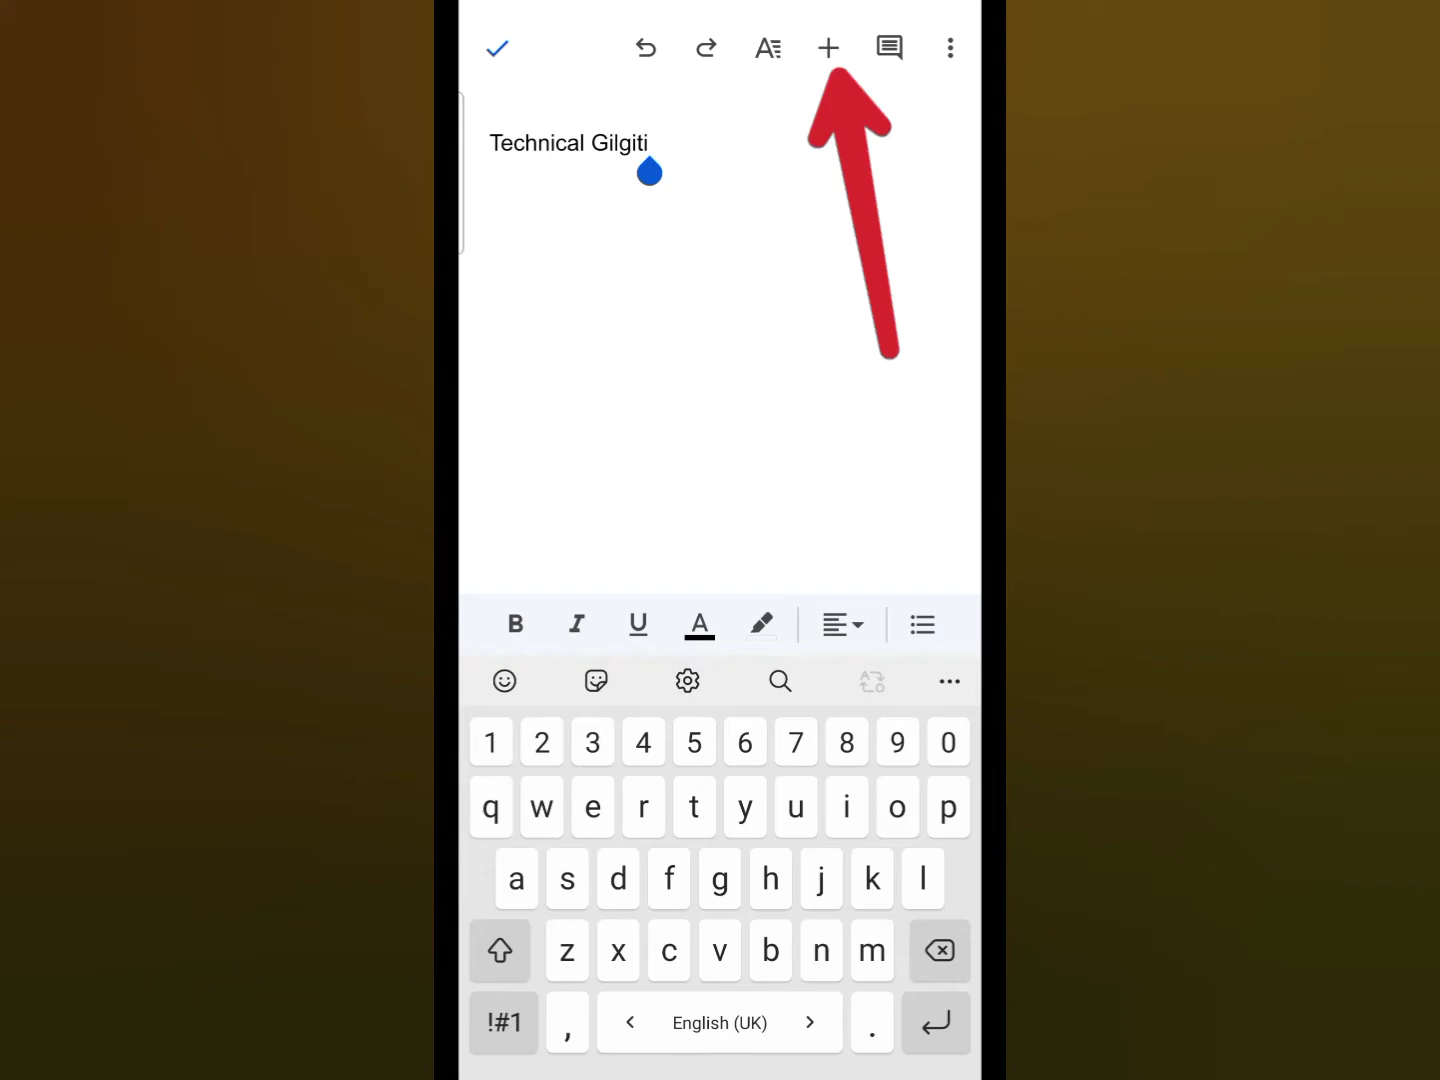 Technical Gilgiti
B I U A
1 2 3 4 5 6 7 8 9 0
q w e r t y u i o p
a s d f g h j k l
z x c v b n m
!#1 , English (UK) .